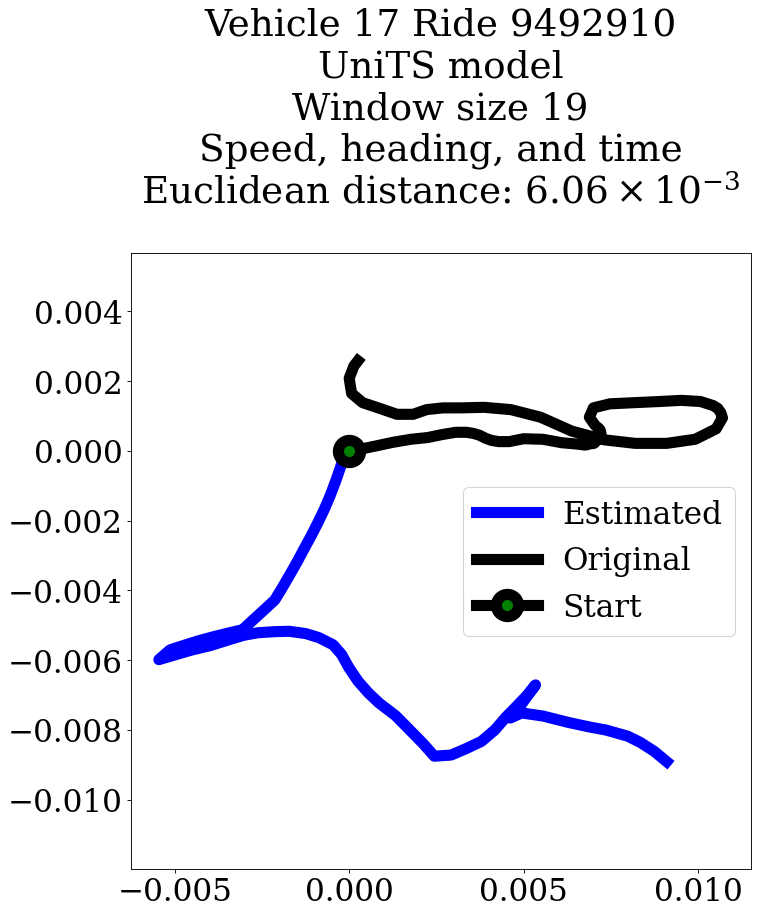 Vehicle 17 Ride 9492910
UniTS model
Window size 19
Speed, heading, and time
Euclidean distance: 6.06 × 10⁻³
0.004
0.002
0.000
−0.002
−0.004
−0.006
−0.008
−0.010
Estimated
Original
Start
−0.005 0.000 0.005 0.010